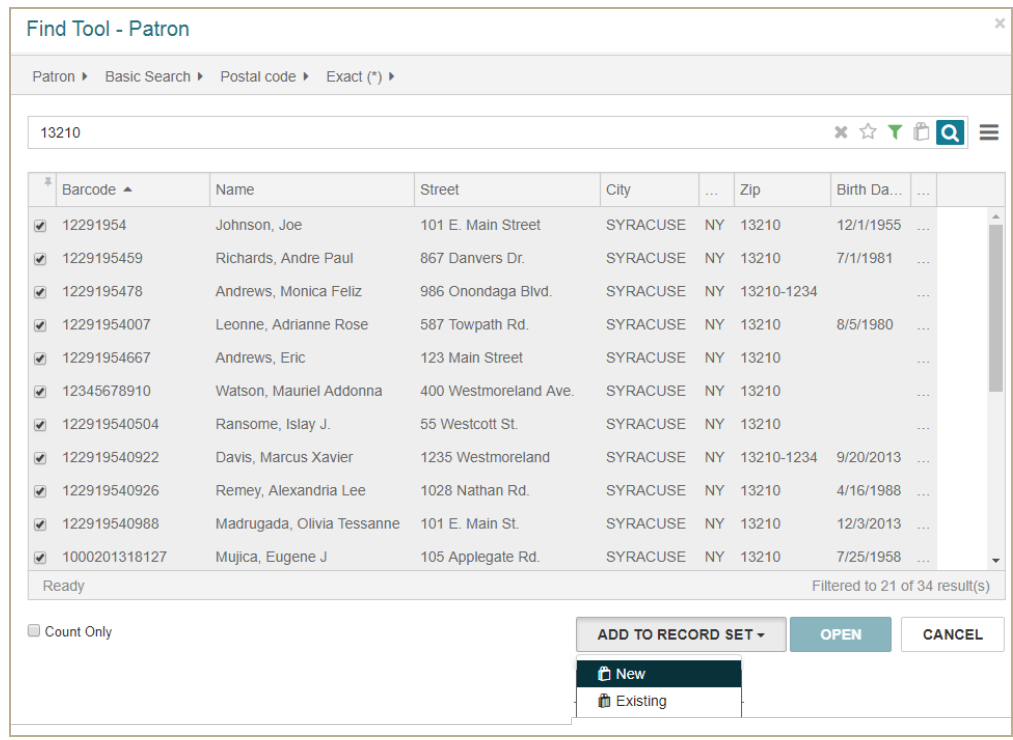 Find Tool - Patron
Patron Basic Search Postal code Exact (*)
13210
Barcode Name Street City ... Zip Birth Da... ...
12291954 Johnson, Joe 101 E. Main Street SYRACUSE NY 13210 12/1/1955 ...
1229195459 Richards, Andre Paul 867 Danvers Dr. SYRACUSE NY 13210 7/1/1981 ...
1229195478 Andrews, Monica Feliz 986 Onondaga Blvd. SYRACUSE NY 13210-1234 ...
12291954007 Leonne, Adrianne Rose 587 Towpath Rd. SYRACUSE NY 13210 8/5/1980 ...
12291954667 Andrews, Eric 123 Main Street SYRACUSE NY 13210 ...
12345678910 Watson, Mauriel Addonna 400 Westmoreland Ave. SYRACUSE NY 13210 ...
122919540504 Ransome, Islay J. 55 Westcott St. SYRACUSE NY 13210 ...
122919540922 Davis, Marcus Xavier 1235 Westmoreland SYRACUSE NY 13210-1234 9/20/2013 ...
122919540926 Remey, Alexandria Lee 1028 Nathan Rd. SYRACUSE NY 13210 4/16/1988 ...
122919540988 Madrugada, Olivia Tessanne 101 E. Main St. SYRACUSE NY 13210 12/3/2013 ...
1000201318127 Mujica, Eugene J 105 Applegate Rd. SYRACUSE NY 13210 7/25/1958 ...
Ready Filtered to 21 of 34 result(s)
Count Only ADD TO RECORD SET OPEN CANCEL
New
Existing